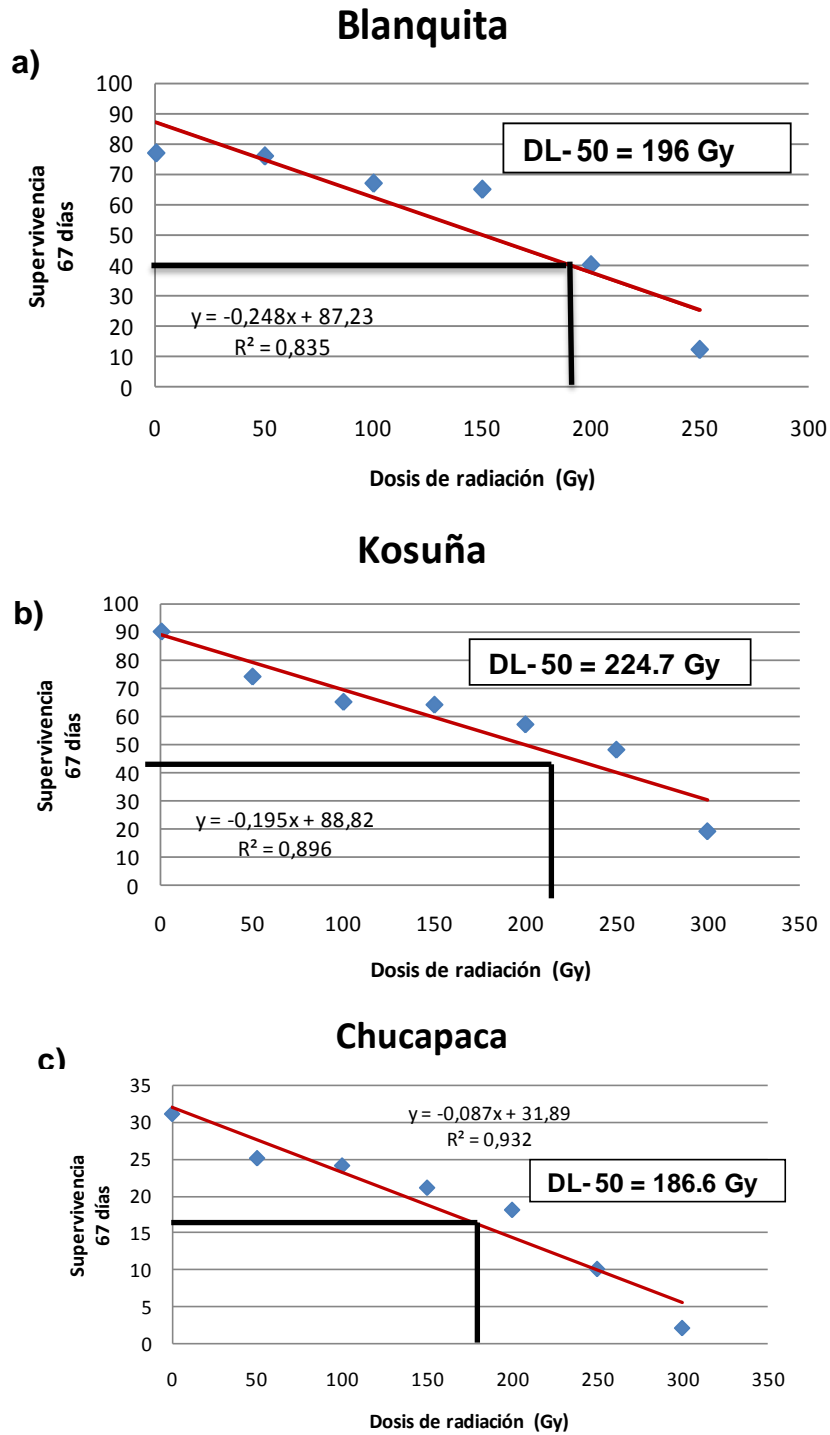 Blanquita
a)
100
90
80
70
60
50
40
30
20
10
0
Supervivencia
67 días
DL-50 = 196 Gy
y = -0,248x + 87,23
R² = 0,835
0 50 100 150 200 250 300
Dosis de radiación (Gy)
Kosuña
b)
100
90
80
70
60
50
40
30
20
10
0
Supervivencia
67 días
DL-50 = 224.7 Gy
y = -0,195x + 88,82
R² = 0,896
0 50 100 150 200 250 300 350
Dosis de radiación (Gy)
Chucapaca
c)
35
30
25
20
15
10
5
0
Supervivencia
67 días
y = -0,087x + 31,89
R² = 0,932
DL-50 = 186.6 Gy
0 50 100 150 200 250 300 350
Dosis de radiación (Gy)